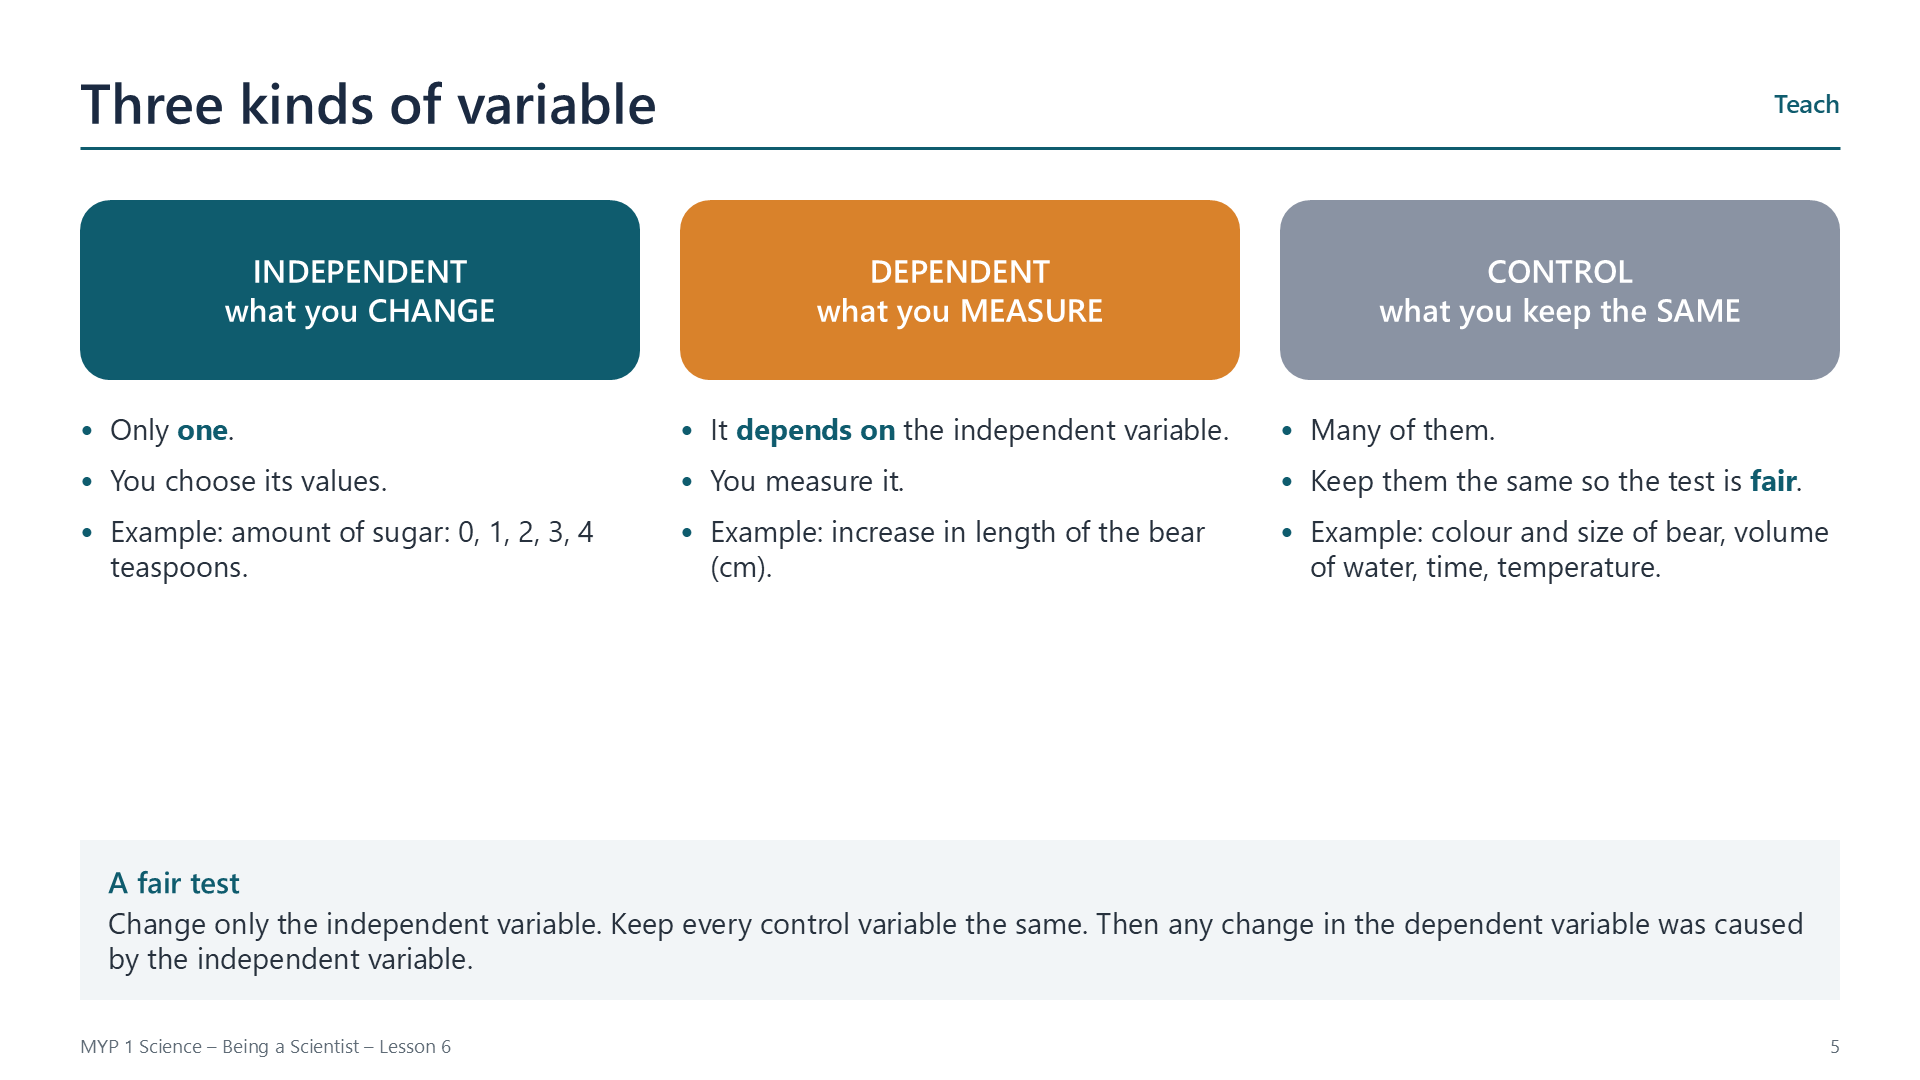 Three kinds of variable
Teach
INDEPENDENT
what you CHANGE
DEPENDENT
what you MEASURE
CONTROL
what you keep the SAME
• Only one.
• You choose its values.
• Example: amount of sugar: 0, 1, 2, 3, 4
teaspoons.
• It depends on the independent variable.
• You measure it.
• Example: increase in length of the bear
(cm).
• Many of them.
• Keep them the same so the test is fair.
• Example: colour and size of bear, volume
of water, time, temperature.
A fair test
Change only the independent variable. Keep every control variable the same. Then any change in the dependent variable was caused
by the independent variable.
MYP 1 Science – Being a Scientist – Lesson 6
5